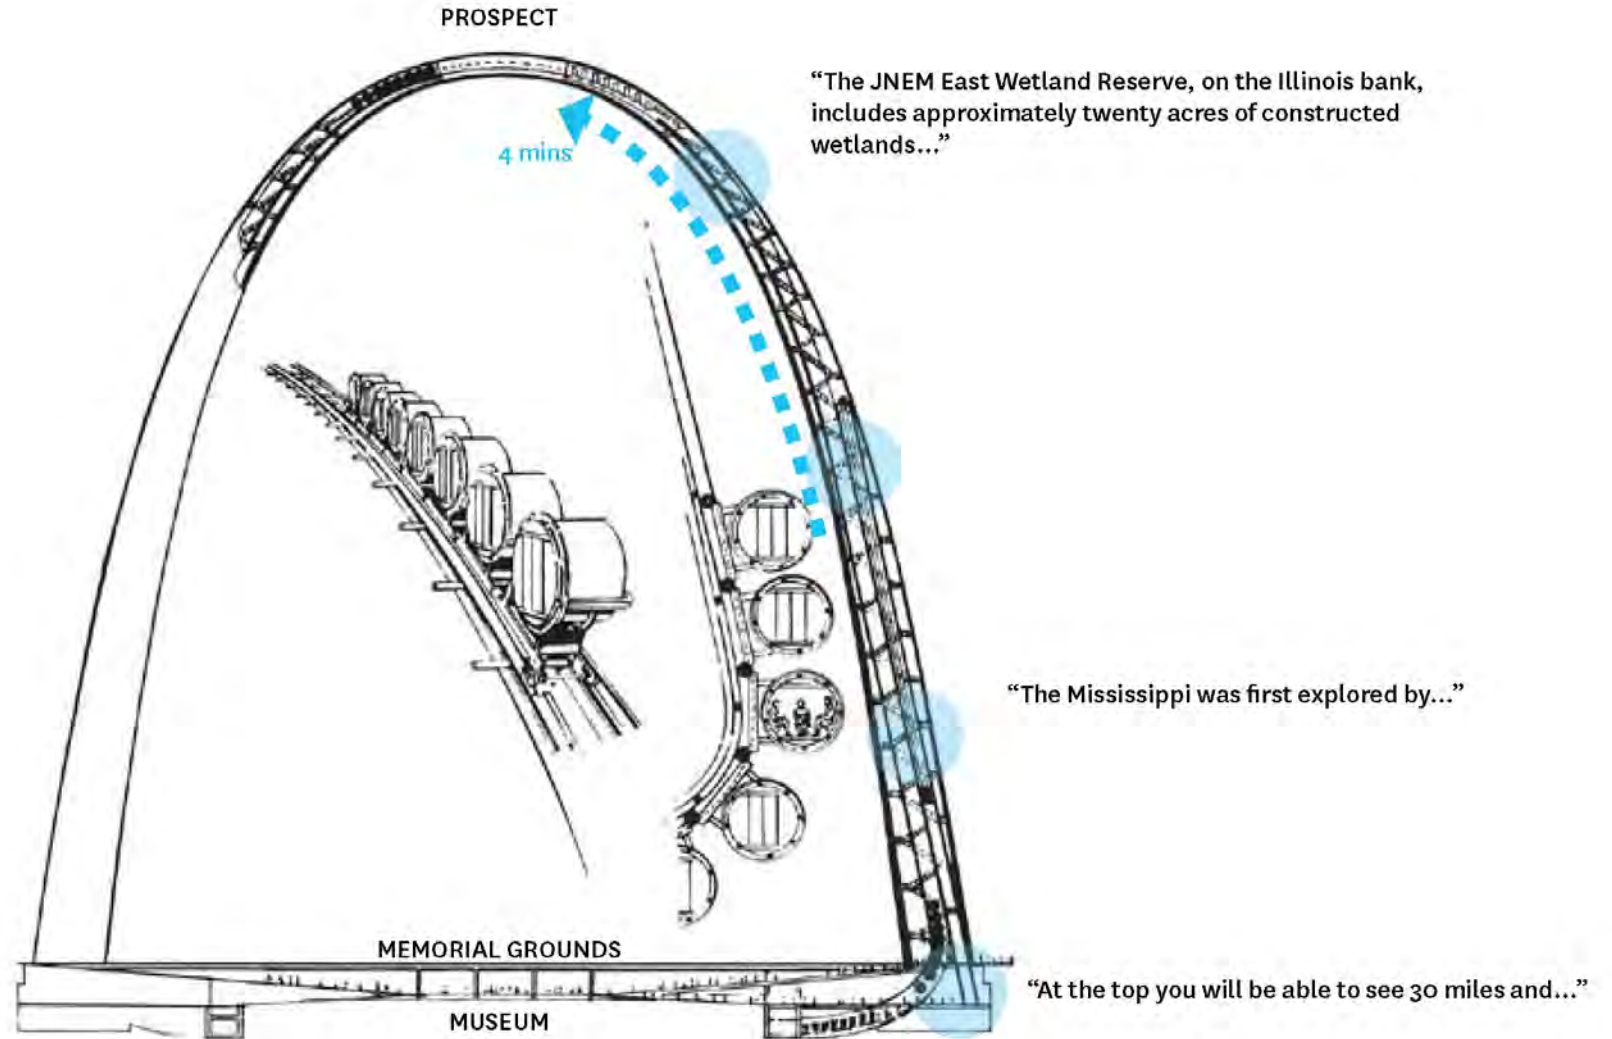 PROSPECT
“The JNEM East Wetland Reserve, on the Illinois bank,
includes approximately twenty acres of constructed
wetlands...”
4 mins
“The Mississippi was first explored by...”
MEMORIAL GROUNDS
“At the top you will be able to see 30 miles and...”
MUSEUM